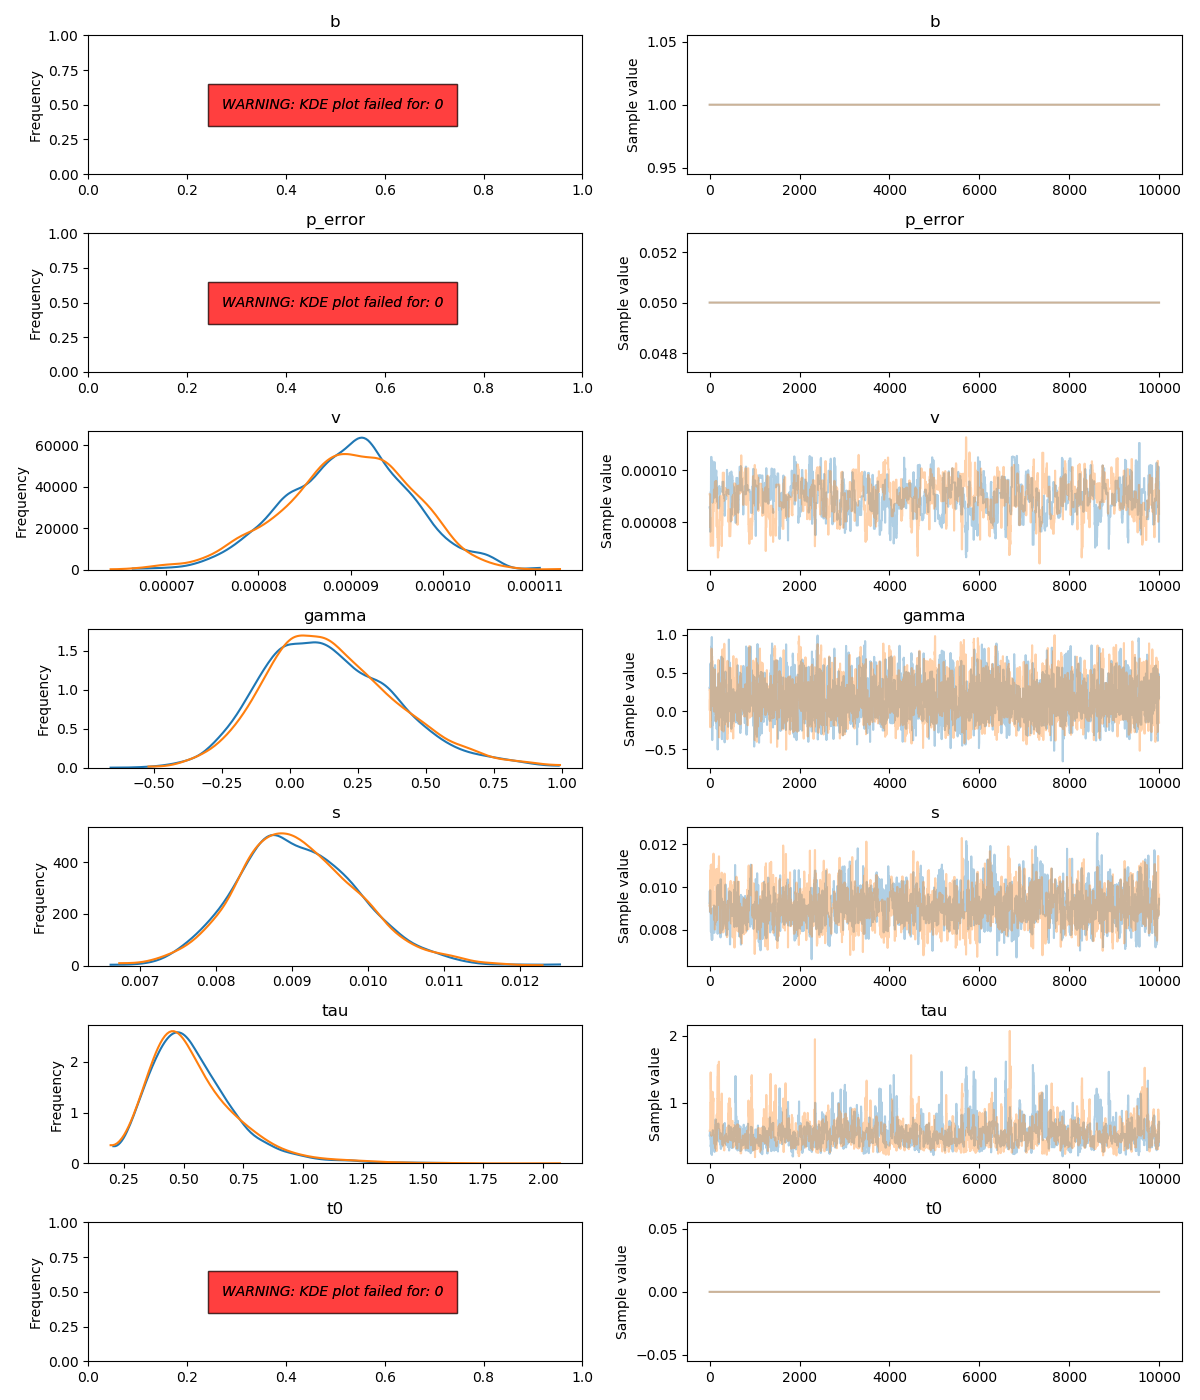 b
1.00
0.75
0.50
0.25
0.00
Frequency
WARNING: KDE plot failed for: 0
0.0 0.2 0.4 0.6 0.8 1.0
b
1.05
1.00
0.95
Sample value
0 2000 4000 6000 8000 10000
p_error
1.00
0.75
0.50
0.25
0.00
Frequency
WARNING: KDE plot failed for: 0
0.0 0.2 0.4 0.6 0.8 1.0
p_error
0.052
0.050
0.048
Sample value
0 2000 4000 6000 8000 10000
v
60000
40000
20000
0
Frequency
0.00007 0.00008 0.00009 0.00010 0.00011
v
0.00010
0.00008
Sample value
0 2000 4000 6000 8000 10000
gamma
1.5
1.0
0.5
0.0
Frequency
−0.50 −0.25 0.00 0.25 0.50 0.75 1.00
gamma
1.0
0.5
0.0
−0.5
Sample value
0 2000 4000 6000 8000 10000
s
400
200
0
Frequency
0.007 0.008 0.009 0.010 0.011 0.012
s
0.012
0.010
0.008
Sample value
0 2000 4000 6000 8000 10000
tau
2
1
0
Frequency
0.25 0.50 0.75 1.00 1.25 1.50 1.75 2.00
tau
2
1
Sample value
0 2000 4000 6000 8000 10000
t0
1.00
0.75
0.50
0.25
0.00
Frequency
WARNING: KDE plot failed for: 0
0.0 0.2 0.4 0.6 0.8 1.0
t0
0.05
0.00
−0.05
Sample value
0 2000 4000 6000 8000 10000